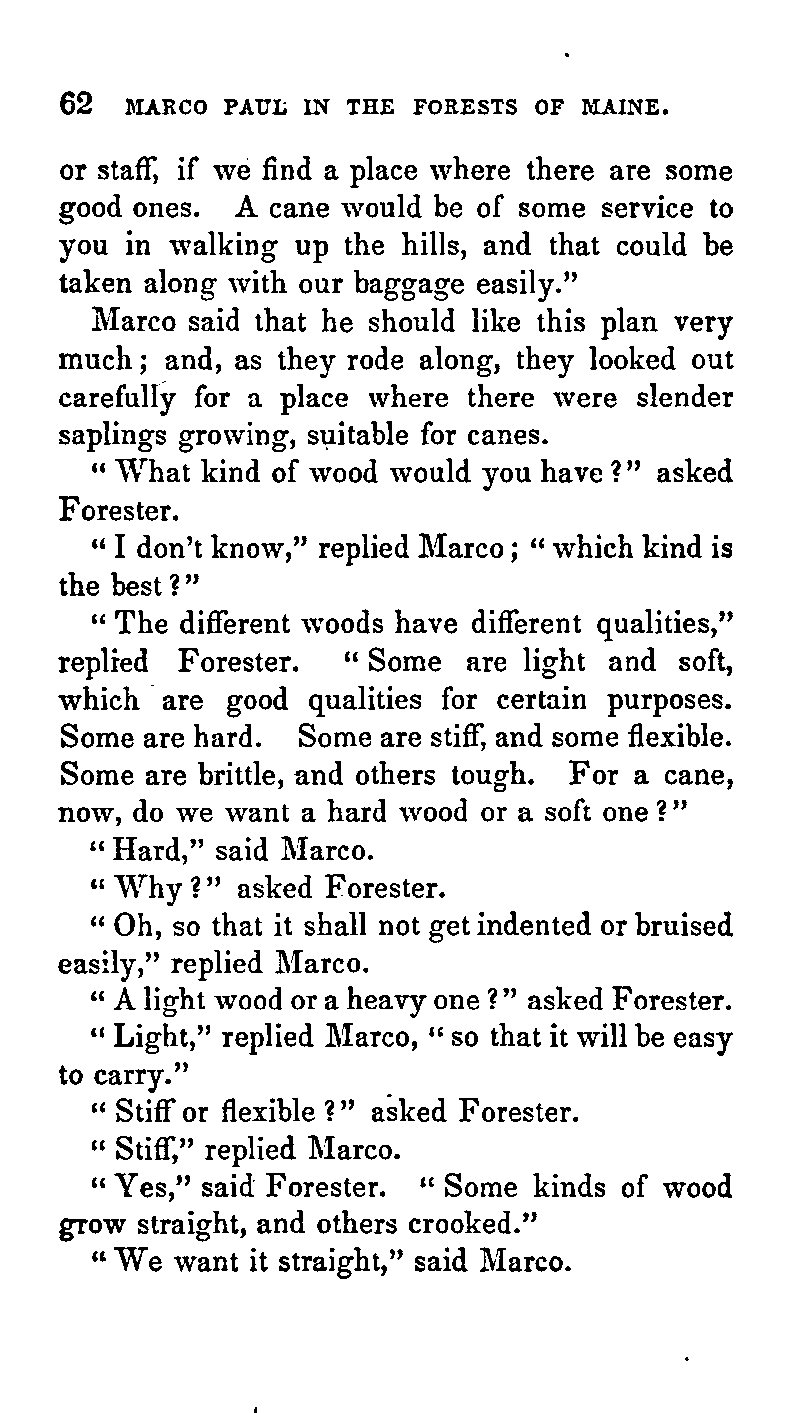 62 MARCO PAUL IN THE FORESTS OF MAINE.
or staff, if we find a place where there are some
good ones. A cane would be of some service to
you in walking up the hills, and that could be
taken along with our baggage easily.”
Marco said that he should like this plan very
much; and, as they rode along, they looked out
carefully for a place where there were slender
saplings growing, suitable for canes.
“ What kind of wood would you have ?” asked
Forester.
“ I don’t know,” replied Marco ; “ which kind is
the best ?”
“ The different woods have different qualities,”
replied Forester. “ Some are light and soft,
which are good qualities for certain purposes.
Some are hard. Some are stiff, and some flexible.
Some are brittle, and others tough. For a cane,
now, do we want a hard wood or a soft one ?”
“ Hard,” said Marco.
“ Why ?” asked Forester.
“ Oh, so that it shall not get indented or bruised
easily,” replied Marco.
“ A light wood or a heavy one ?” asked Forester.
“ Light,” replied Marco, “ so that it will be easy
to carry.”
“ Stiff or flexible ?” asked Forester.
“ Stiff,” replied Marco.
“ Yes,” said Forester. “ Some kinds of wood
grow straight, and others crooked.”
“ We want it straight,” said Marco.